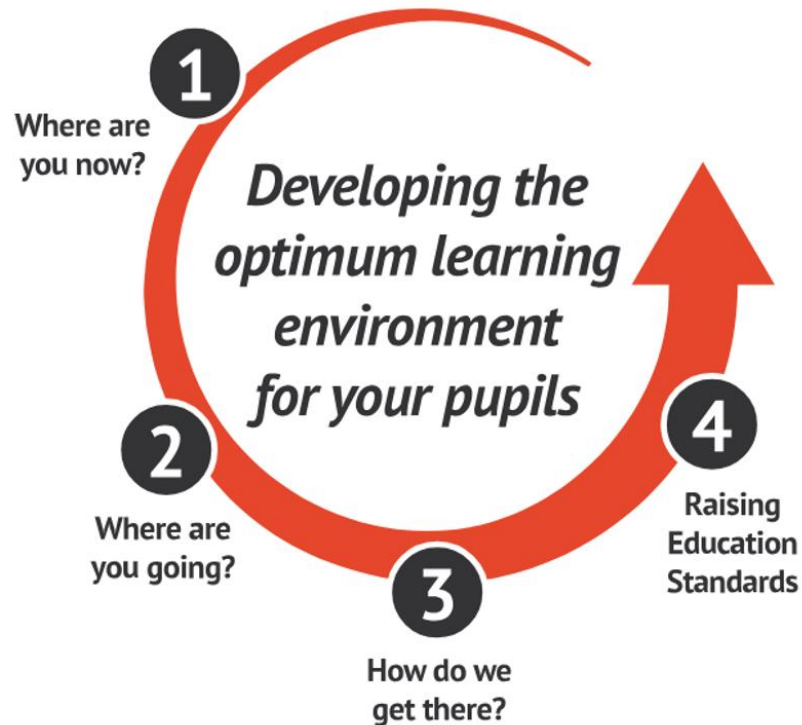 1
Where are
you now?
Developing the
optimum learning
environment
for your pupils
2
Where are
you going?
3
How do we
get there?
4
Raising
Education
Standards